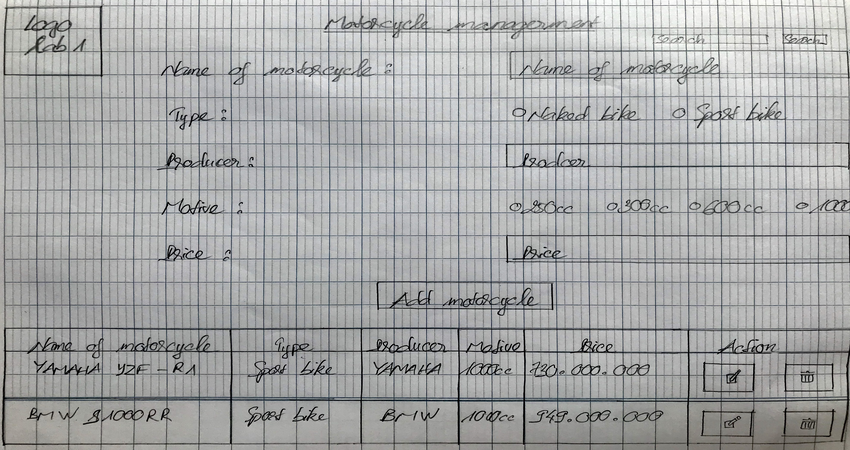 Logo
lab 1
Motorcycle management
Search Search
Name of motorcycle : Name of motorcycle
Type : Naked bike Sport bike
Producer : Producer
Motive : 250cc 300cc 600cc 1000
Price : Price
Add motorcycle
Name of motorcycle Type Producer Motive Price Action
YAMAHA YZF - R1 Sport bike YAMAHA 1000cc 720.000.000
BMW S1000RR Sport bike BMW 1000cc 949.000.000